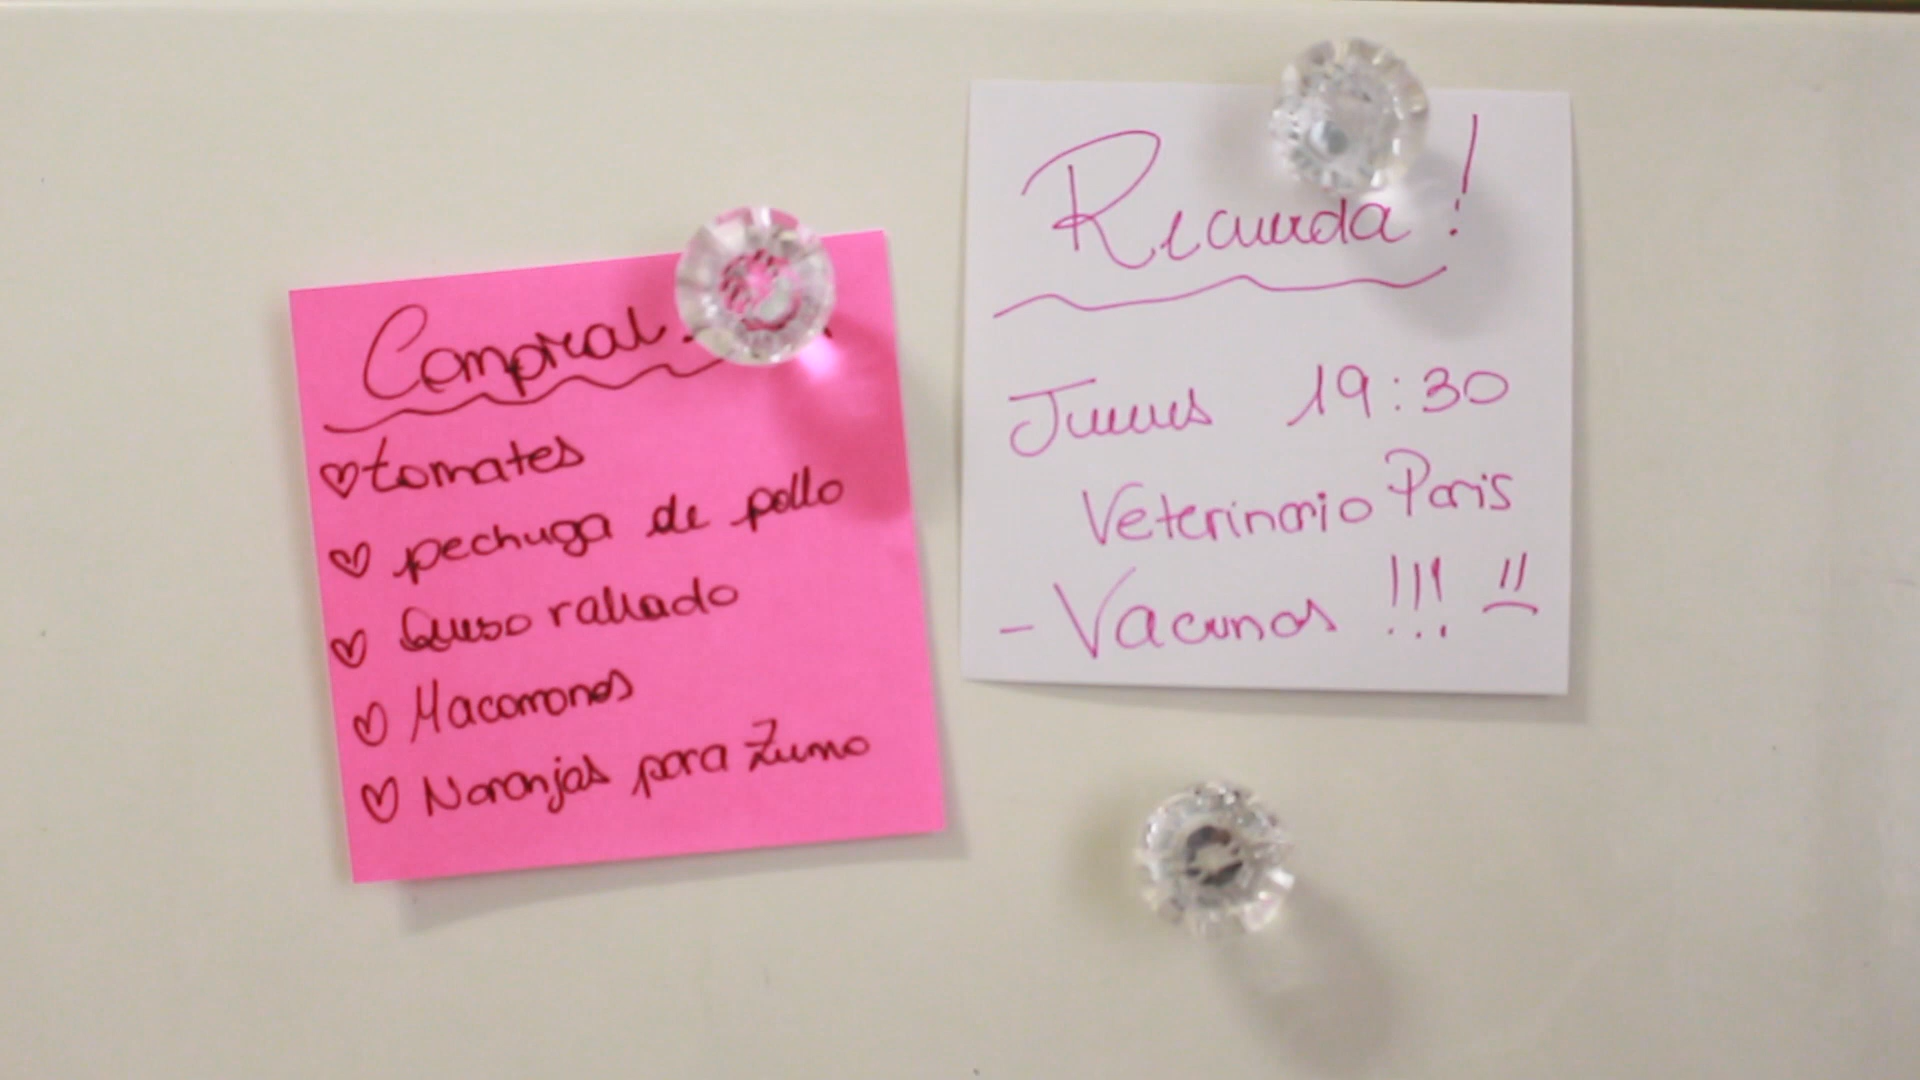 Comprar
tomates
pechuga de pollo
Queso rallado
Macarrones
Naranjas para Zumo
Recuerda!
Jueves 19:30
Veterinario Paris
- Vacunas !!!